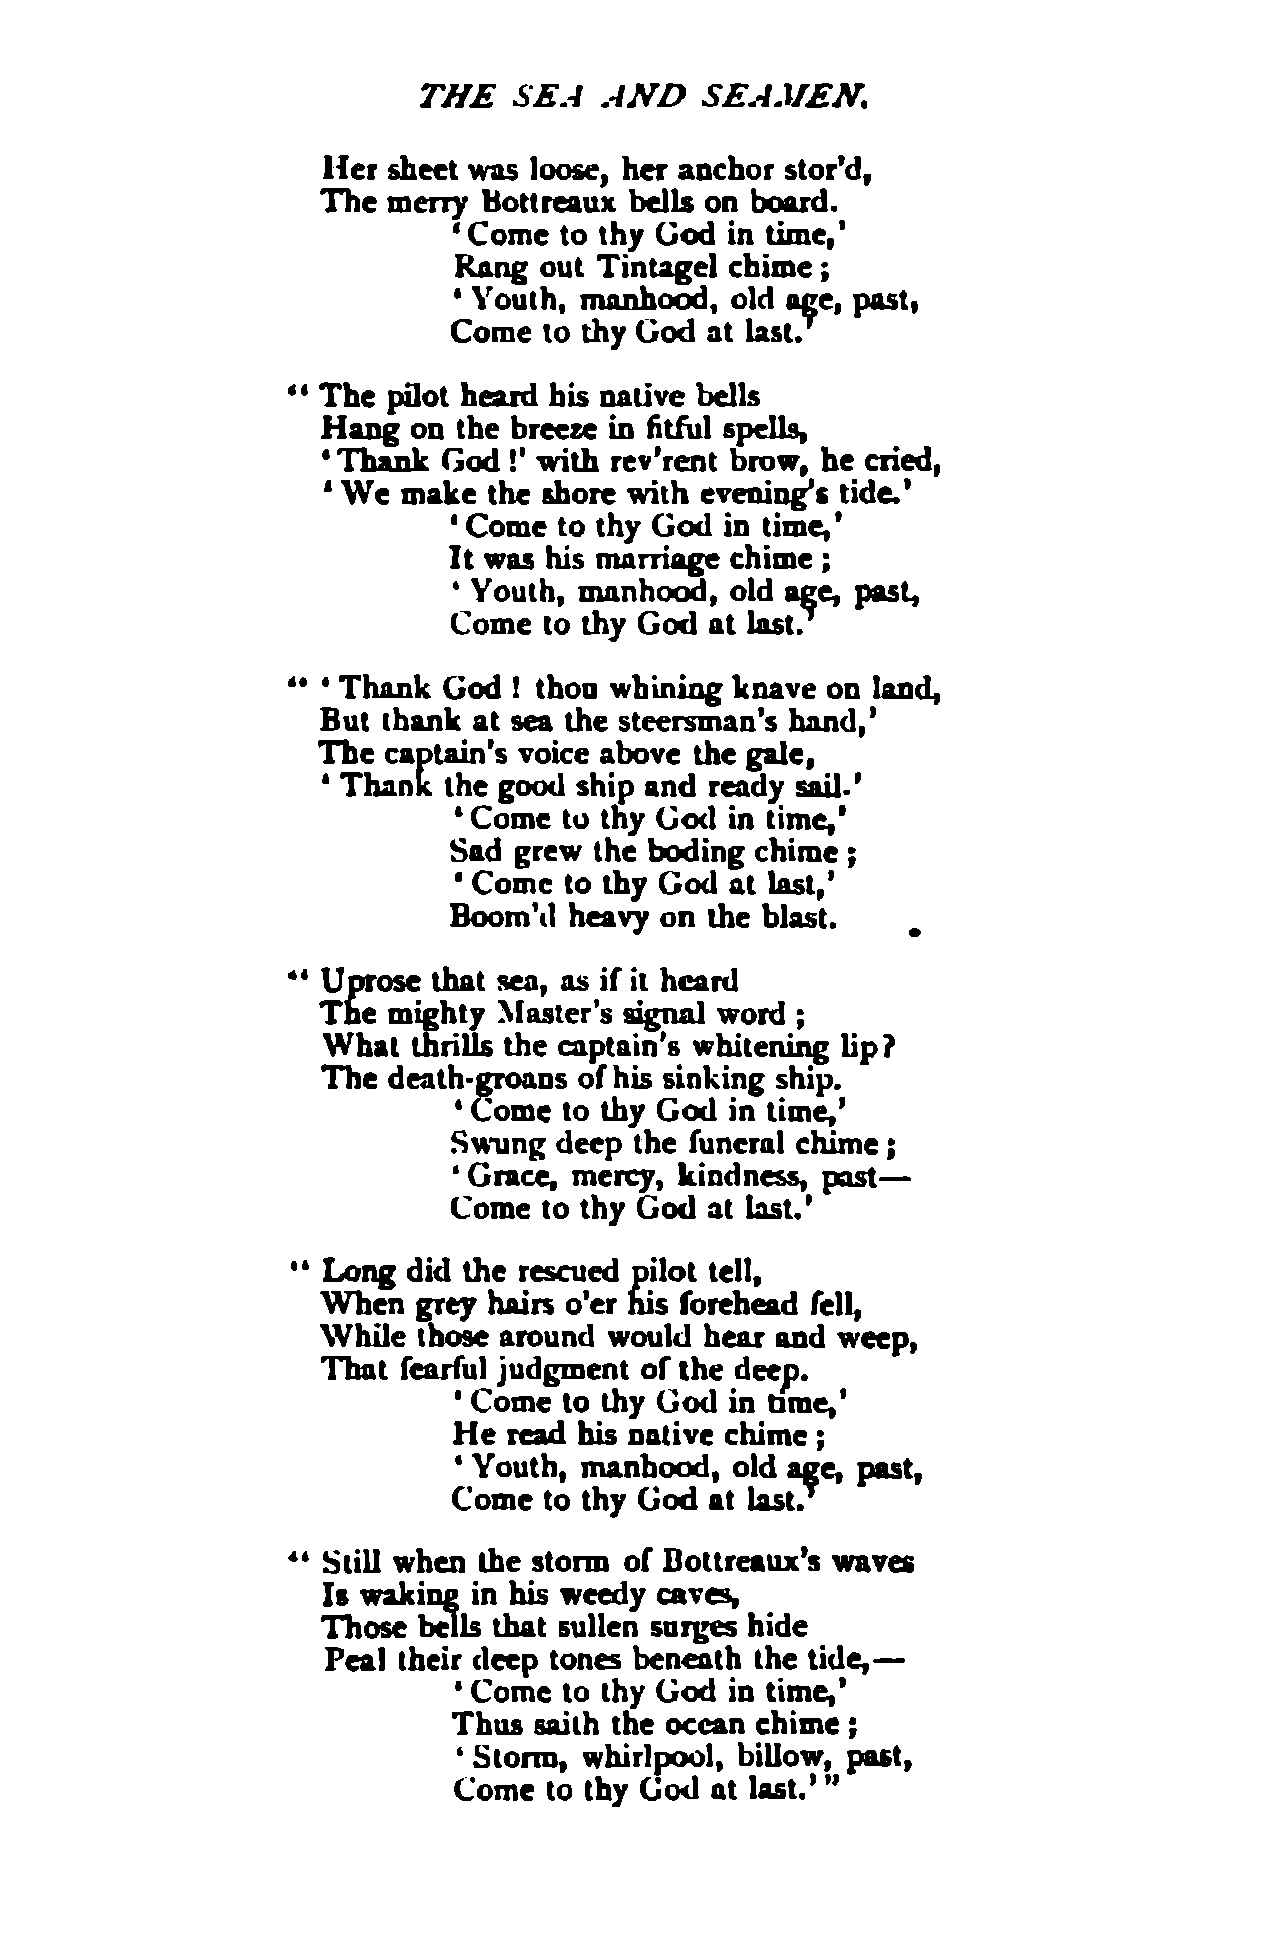 THE SEA AND SEAMEN.
Her sheet was loose, her anchor stor'd,
The merry Bottreaux bells on board.
'Come to thy God in time,'
Rang out Tintagel chime;
'Youth, manhood, old age, past,
Come to thy God at last.'
"The pilot heard his native bells
Hang on the breeze in fitful spells,
'Thank God!' with rev'rent brow, he cried,
'We make the shore with evening's tide.'
'Come to thy God in time,'
It was his marriage chime;
'Youth, manhood, old age, past,
Come to thy God at last.'
"'Thank God! thou whining knave on land,
But thank at sea the steersman's hand,'
The captain's voice above the gale,
'Thank the good ship and ready sail.'
'Come to thy God in time,'
Sad grew the boding chime;
'Come to thy God at last,'
Boom'd heavy on the blast.
"Uprose that sea, as if it heard
The mighty Master's signal word;
What thrills the captain's whitening lip?
The death-groans of his sinking ship.
'Come to thy God in time,'
Swung deep the funeral chime;
'Grace, mercy, kindness, past—
Come to thy God at last.'
"Long did the rescued pilot tell,
When grey hairs o'er his forehead fell,
While those around would hear and weep,
That fearful judgment of the deep.
'Come to thy God in time,'
He read his native chime;
'Youth, manhood, old age, past,
Come to thy God at last.'
"Still when the storm of Bottreaux's waves
Is waking in his weedy caves,
Those bells that sullen surges hide
Peal their deep tones beneath the tide,—
'Come to thy God in time,'
Thus saith the ocean chime;
'Storm, whirlpool, billow, past,
Come to thy God at last.'"